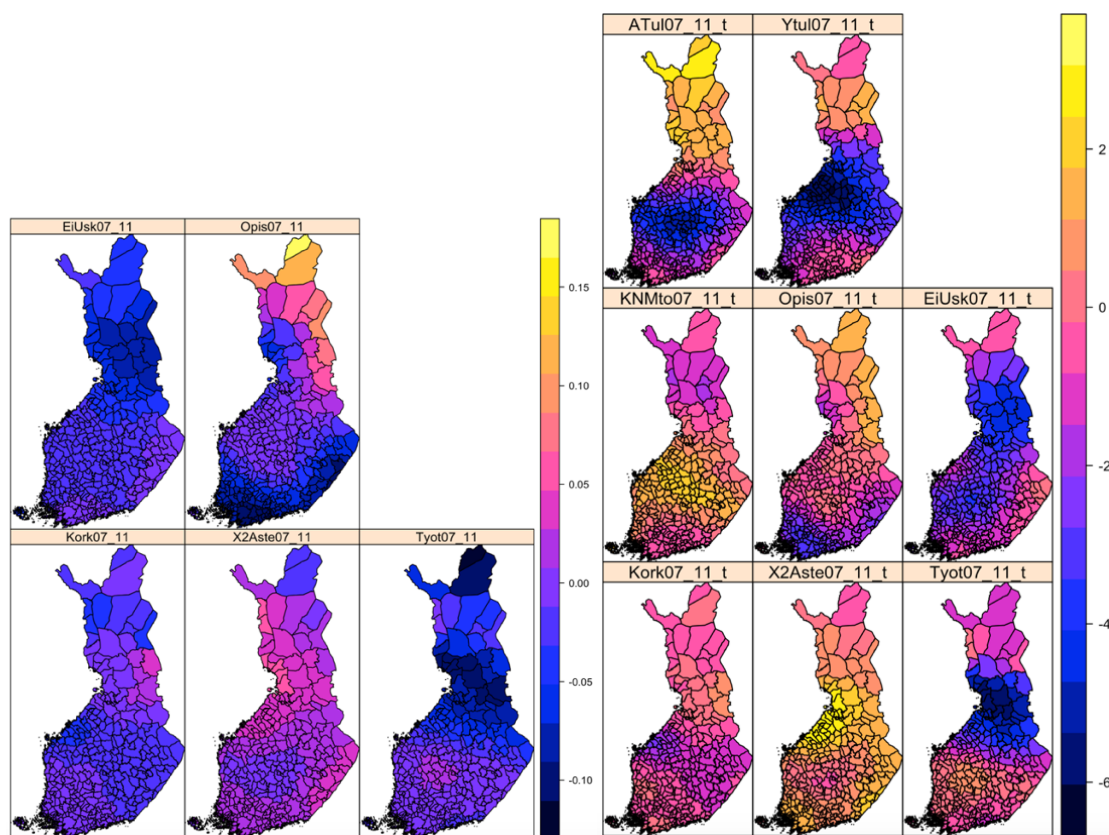 ATul07_11_t Ytul07_11_t
EiUsk07_11 Opis07_11
KNMto07_11_t Opis07_11_t EiUsk07_11_t
Kork07_11 X2Aste07_11 Tyot07_11
Kork07_11_t X2Aste07_11_t Tyot07_11_t
0.15
0.10
0.05
0.00
-0.05
-0.10
2
0
-2
-4
-6